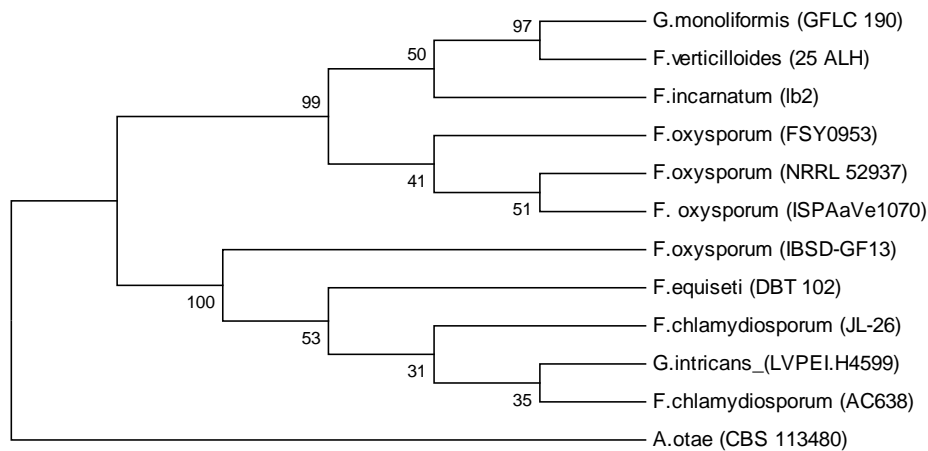 G.monoliformis (GFLC 190)
97
F.verticilloides (25 ALH)
50
F.incarnatum (Ib2)
99
F.oxysporum (FSY0953)
41
F.oxysporum (NRRL 52937)
51
F. oxysporum (ISPAaVe1070)
F.oxysporum (IBSD-GF13)
100
F.equiseti (DBT 102)
53
F.chlamydiosporum (JL-26)
31
G.intricans_(LVPEI.H4599)
35
F.chlamydiosporum (AC638)
A.otae (CBS 113480)